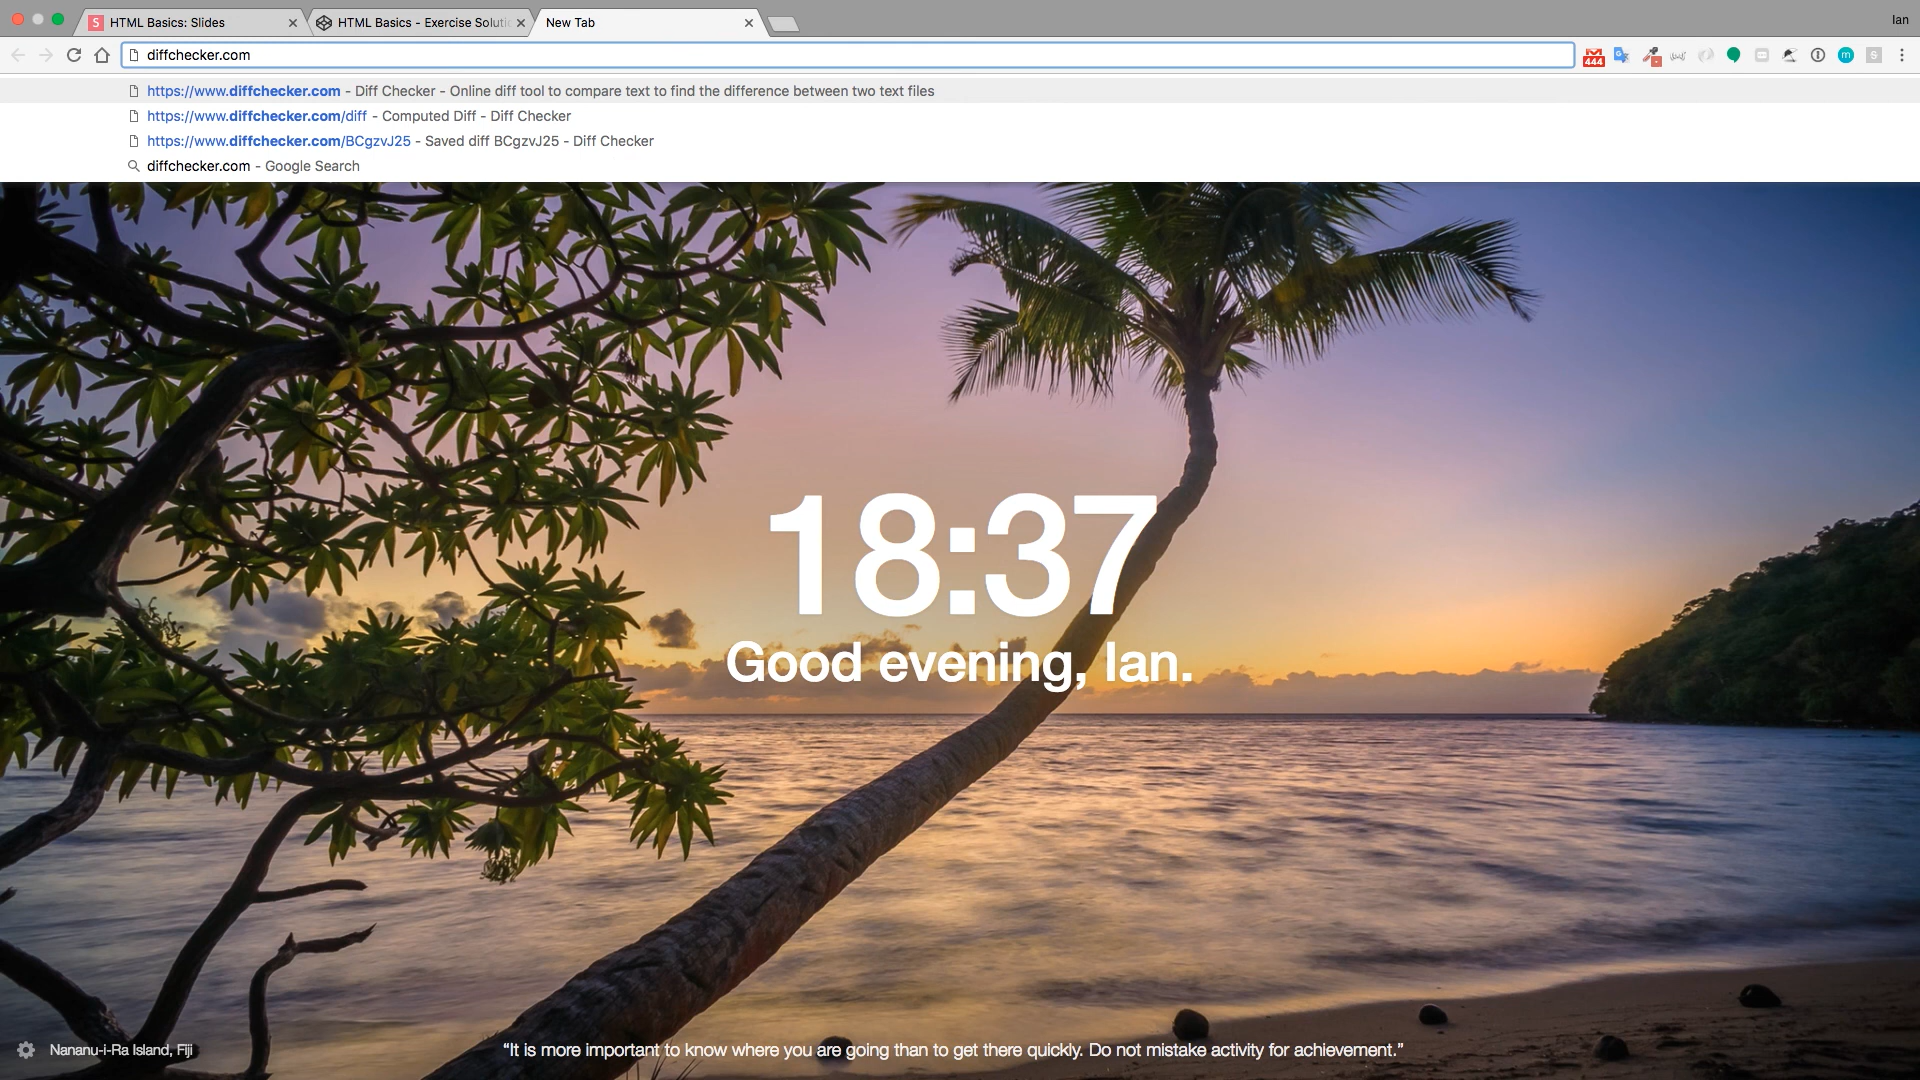 HTML Basics: Slides
HTML Basics - Exercise Soluti
New Tab
Ian
diffchecker.com
444
https://www.diffchecker.com - Diff Checker - Online diff tool to compare text to find the difference between two text files
https://www.diffchecker.com/diff - Computed Diff - Diff Checker
https://www.diffchecker.com/BCgzvJ25 - Saved diff BCgzvJ25 - Diff Checker
diffchecker.com - Google Search
18:37
Good evening, Ian.
Nananu-i-Ra Island, Fiji
“It is more important to know where you are going than to get there quickly. Do not mistake activity for achievement.”